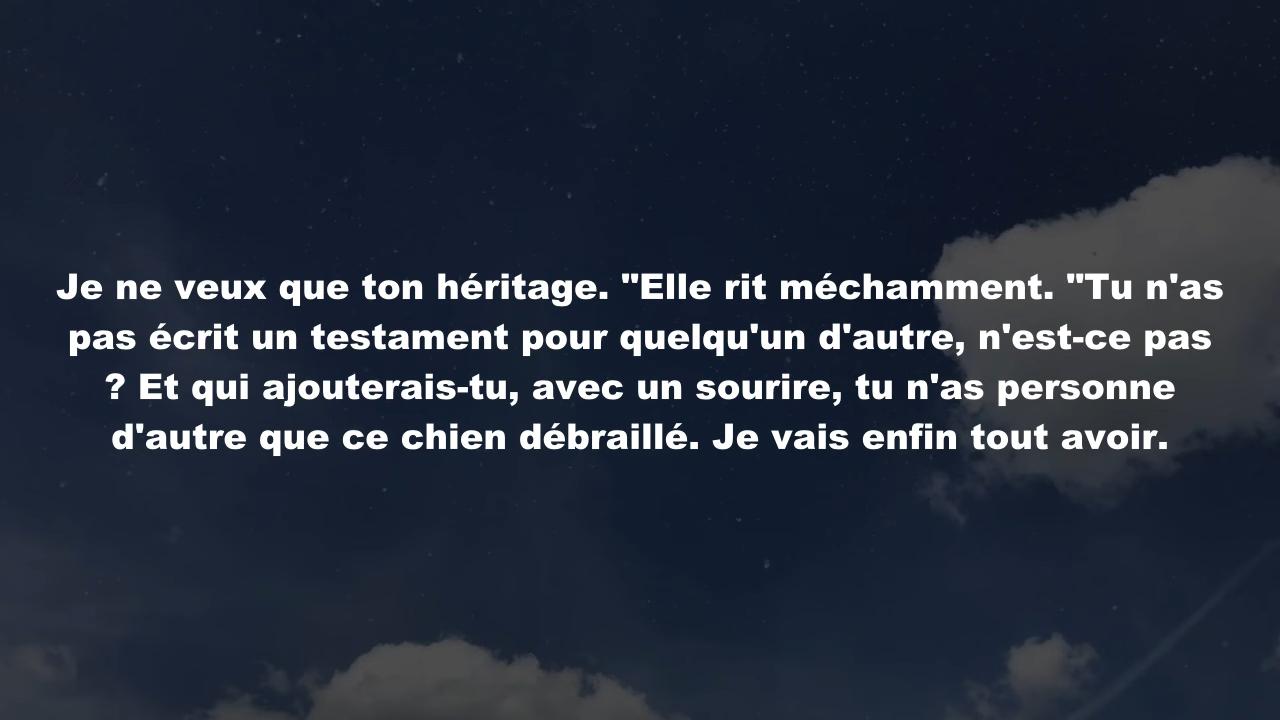 Je ne veux que ton héritage. "Elle rit méchamment. "Tu n'as
pas écrit un testament pour quelqu'un d'autre, n'est-ce pas
? Et qui ajouterais-tu, avec un sourire, tu n'as personne
d'autre que ce chien débraillé. Je vais enfin tout avoir.